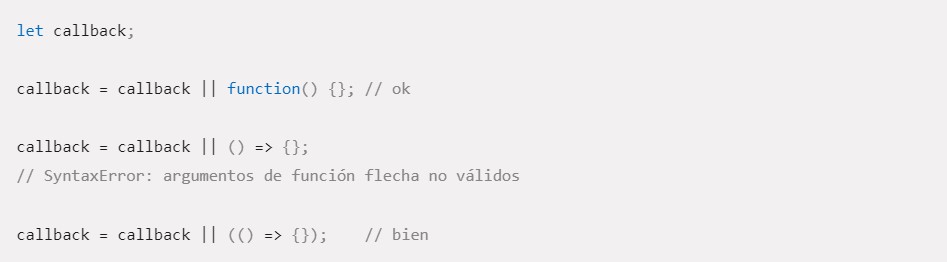 let callback;
callback = callback || function() {}; // ok
callback = callback || () => {};
// SyntaxError: argumentos de función flecha no válidos
callback = callback || (() => {});    // bien